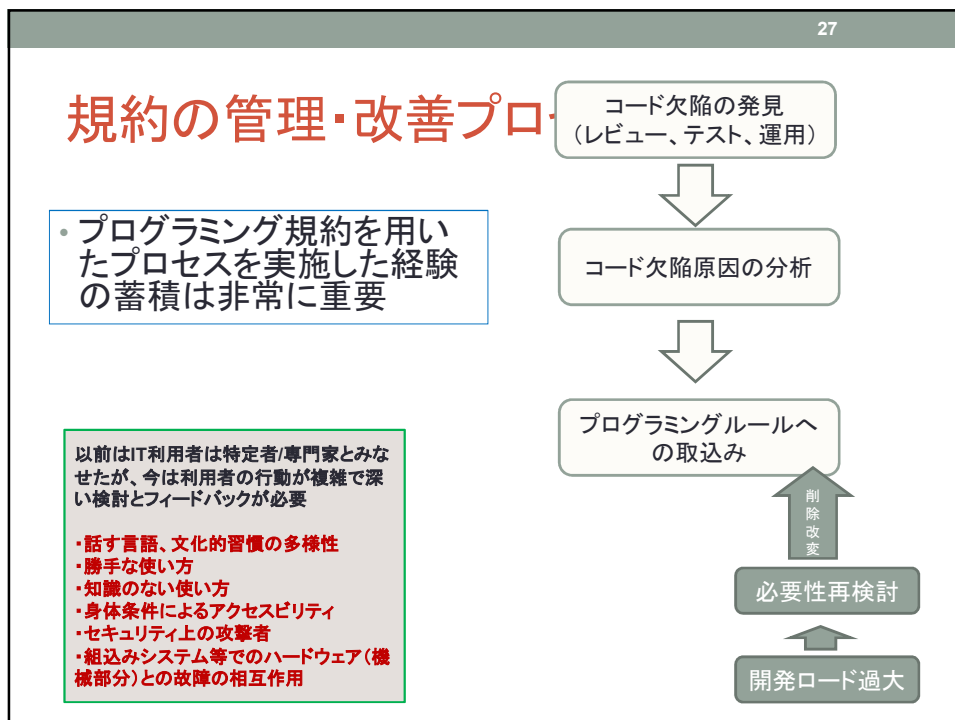 27
規約の管理・改善プロ
コード欠陥の発見
（レビュー、テスト、運用）
・プログラミング規約を用い
たプロセスを実施した経験
の蓄積は非常に重要
コード欠陥原因の分析
プログラミングルールへ
の取込み
以前はIT利用者は特定者/専門家とみな
せたが、今は利用者の行動が複雑で深
い検討とフィードバックが必要
・話す言語、文化的習慣の多様性
・勝手な使い方
・知識のない使い方
・身体条件によるアクセスビリティ
・セキュリティ上の攻撃者
・組込みシステム等でのハードウェア（機
械部分）との故障の相互作用
削
除
改
変
必要性再検討
開発ロード過大